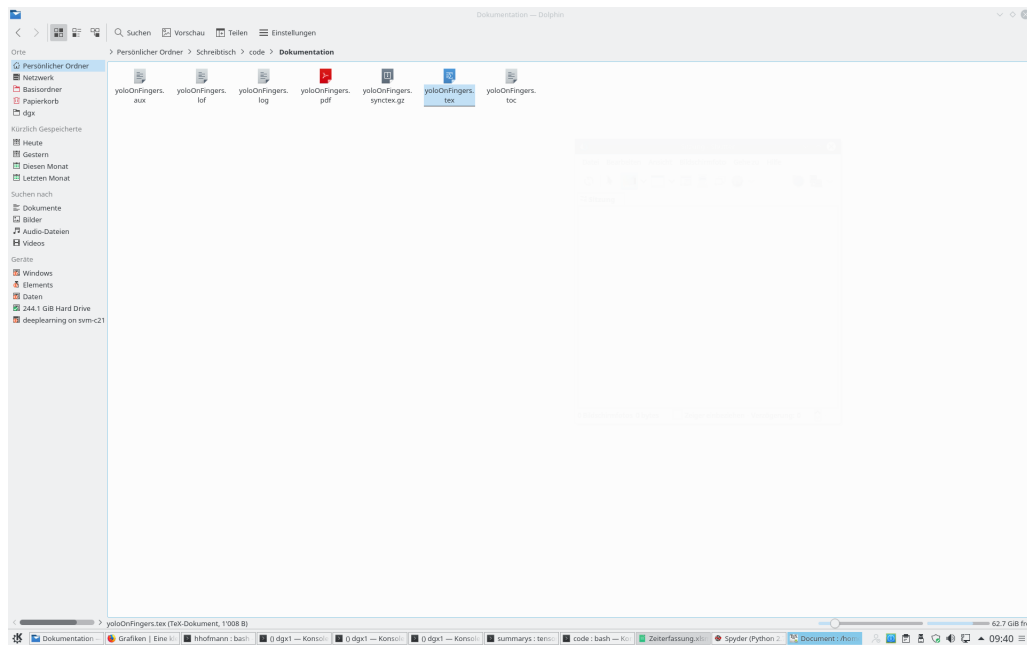 Dokumentation — Dolphin
Suchen Vorschau Teilen Einstellungen
Orte
> Persönlicher Ordner > Schreibtisch > code > Dokumentation
Persönlicher Ordner
Netzwerk
Basisordner
Papierkorb
dgx
Kürzlich Gespeicherte
Heute
Gestern
Diesen Monat
Letzten Monat
Suchen nach
Dokumente
Bilder
Audio-Dateien
Videos
Geräte
Windows
Elements
Daten
244.1 GiB Hard Drive
deeplearning on svm-c21
yoloOnFingers.
aux
yoloOnFingers.
lof
yoloOnFingers.
log
yoloOnFingers.
pdf
yoloOnFingers.
synctex.gz
yoloOnFingers.
tex
yoloOnFingers.
toc
yoloOnFingers.tex (TeX-Dokument, 1'008 B)
62.7 GiB fr
Dokumentation — Grafiken | Eine kl hhofmann : bash () dgx1 — Konsole () dgx1 — Konsole () dgx1 — Konsole summarys : tenso code : bash — Ko Zeiterfassung.xls Spyder (Python 2 Document : /hom 09:40